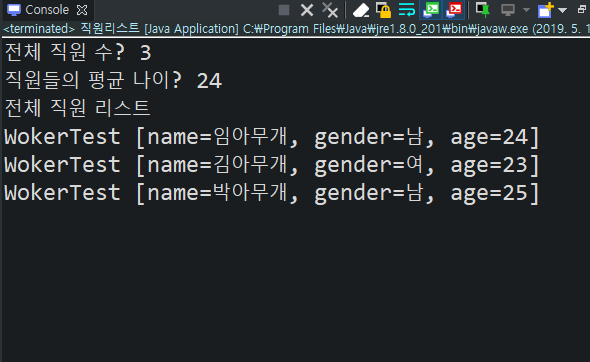 Console
<terminated> 직원리스트 [Java Application] C:₩Program Files₩Java₩jre1.8.0_201₩bin₩javaw.exe (2019. 5. 1
전체 직원 수? 3
직원들의 평균 나이? 24
전체 직원 리스트
WokerTest [name=임아무개, gender=남, age=24]
WokerTest [name=김아무개, gender=여, age=23]
WokerTest [name=박아무개, gender=남, age=25]